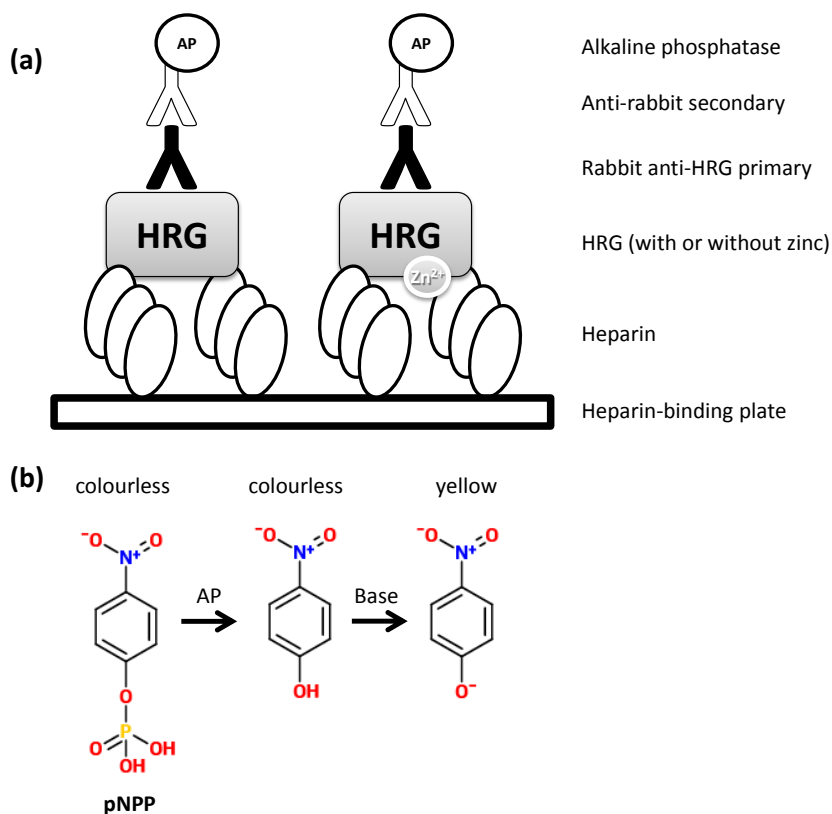 (a)
AP AP Alkaline phosphatase
Anti-rabbit secondary
Rabbit anti-HRG primary
HRG HRG HRG (with or without zinc)
Zn²⁺
Heparin
Heparin-binding plate
(b)
colourless colourless yellow
⁻O O ⁻O O ⁻O O
N⁺ N⁺ N⁺
AP Base
O OH O⁻
O P OH
OH
pNPP